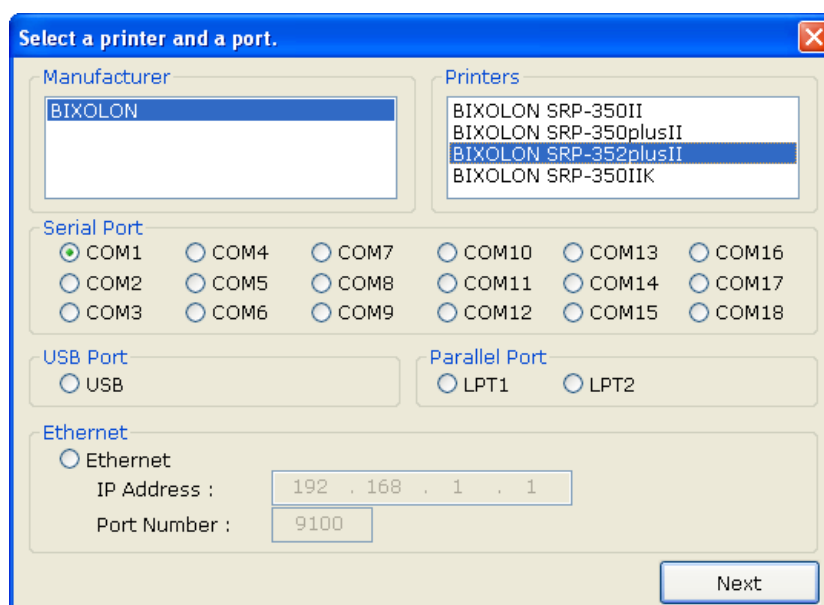 Select a printer and a port.
Manufacturer
BIXOLON
Printers
BIXOLON SRP-350II
BIXOLON SRP-350plusII
BIXOLON SRP-352plusII
BIXOLON SRP-350IIK
Serial Port
COM1 COM4 COM7 COM10 COM13 COM16
COM2 COM5 COM8 COM11 COM14 COM17
COM3 COM6 COM9 COM12 COM15 COM18
USB Port
USB
Parallel Port
LPT1 LPT2
Ethernet
Ethernet
IP Address : 192 . 168 . 1 . 1
Port Number : 9100
Next